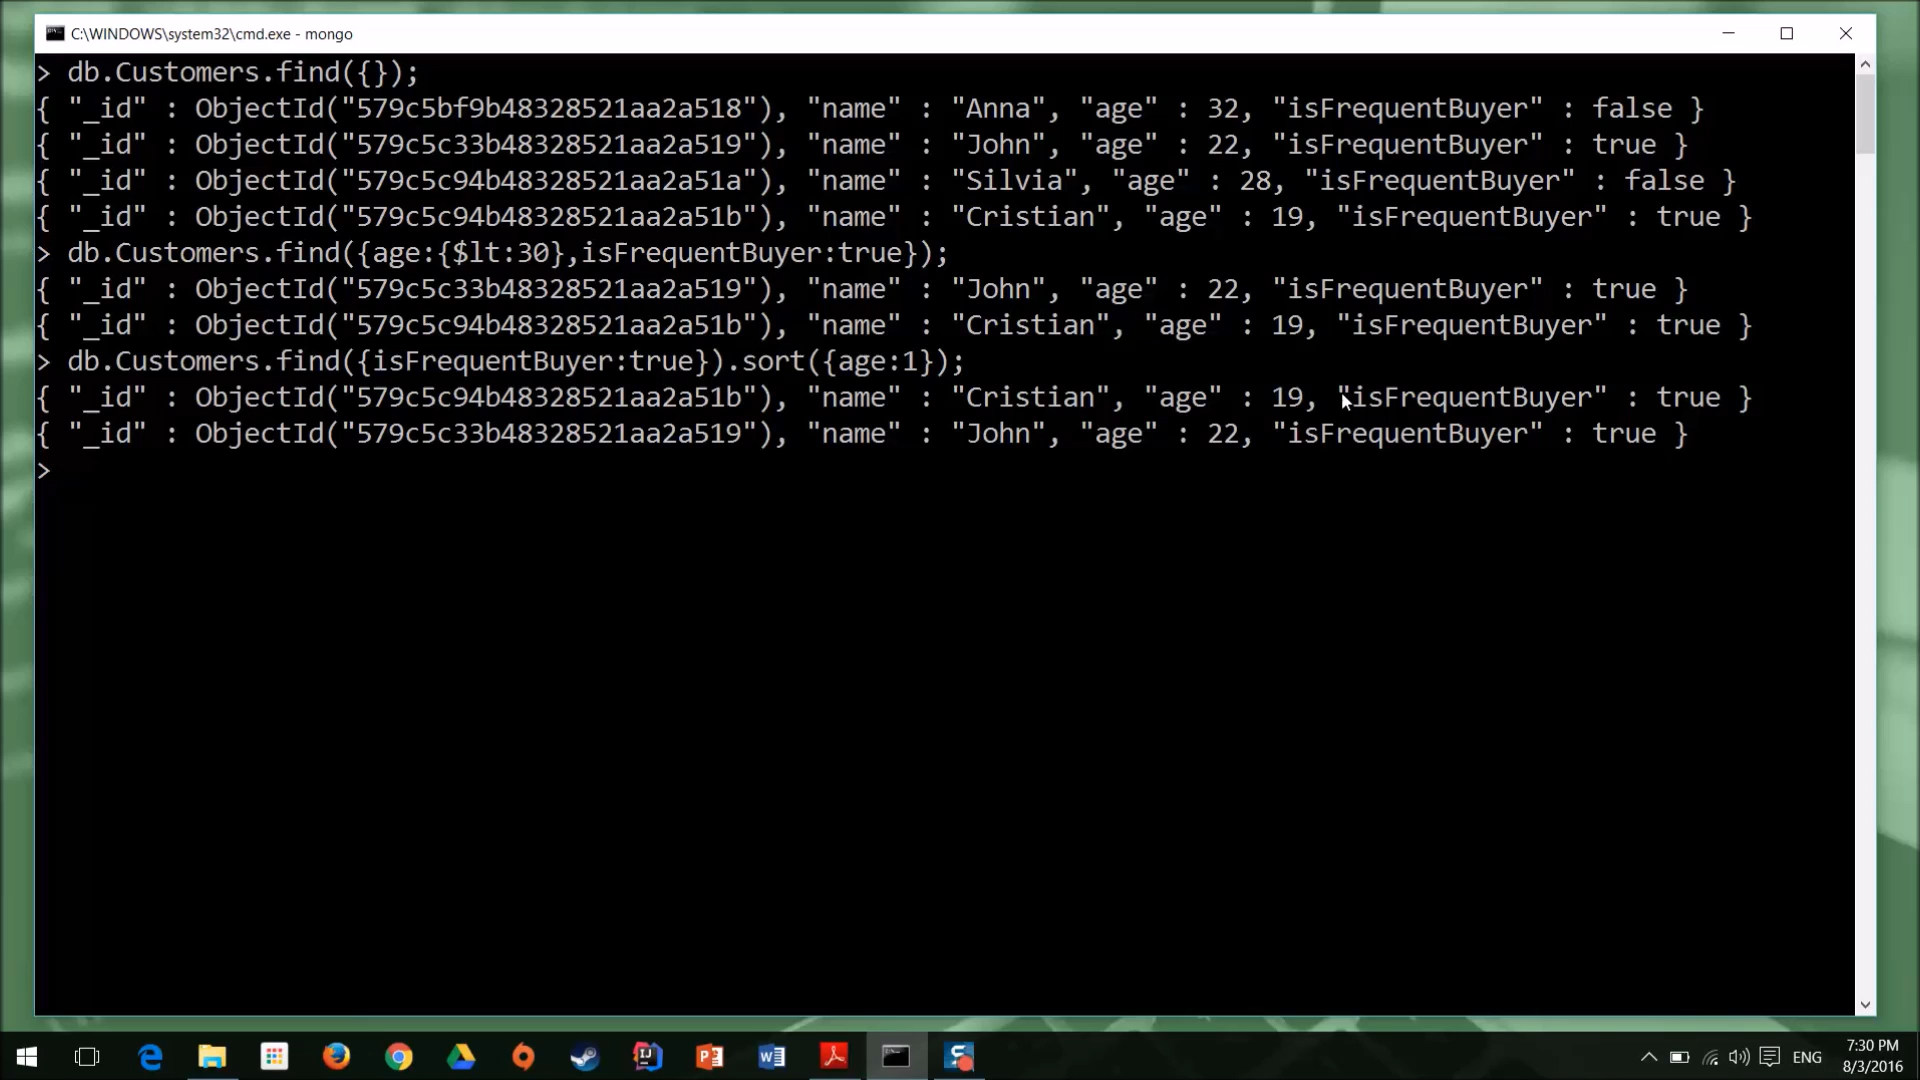 C:\WINDOWS\system32\cmd.exe - mongo
> db.Customers.find({});
{ "_id" : ObjectId("579c5bf9b48328521aa2a518"), "name" : "Anna", "age" : 32, "isFrequentBuyer" : false }
{ "_id" : ObjectId("579c5c33b48328521aa2a519"), "name" : "John", "age" : 22, "isFrequentBuyer" : true }
{ "_id" : ObjectId("579c5c94b48328521aa2a51a"), "name" : "Silvia", "age" : 28, "isFrequentBuyer" : false }
{ "_id" : ObjectId("579c5c94b48328521aa2a51b"), "name" : "Cristian", "age" : 19, "isFrequentBuyer" : true }
> db.Customers.find({age:{$lt:30},isFrequentBuyer:true});
{ "_id" : ObjectId("579c5c33b48328521aa2a519"), "name" : "John", "age" : 22, "isFrequentBuyer" : true }
{ "_id" : ObjectId("579c5c94b48328521aa2a51b"), "name" : "Cristian", "age" : 19, "isFrequentBuyer" : true }
> db.Customers.find({isFrequentBuyer:true}).sort({age:1});
{ "_id" : ObjectId("579c5c94b48328521aa2a51b"), "name" : "Cristian", "age" : 19, "isFrequentBuyer" : true }
{ "_id" : ObjectId("579c5c33b48328521aa2a519"), "name" : "John", "age" : 22, "isFrequentBuyer" : true }
>
ENG
7:30 PM
8/3/2016